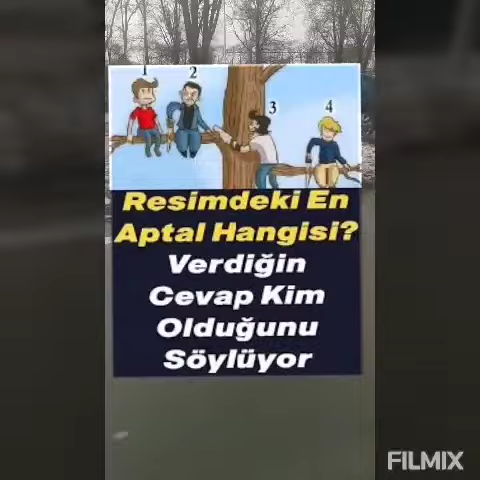 1 2 3 4
Resimdeki En
Aptal Hangisi?
Verdiğin
Cevap Kim
Olduğunu
Söylüyor
FILMIX